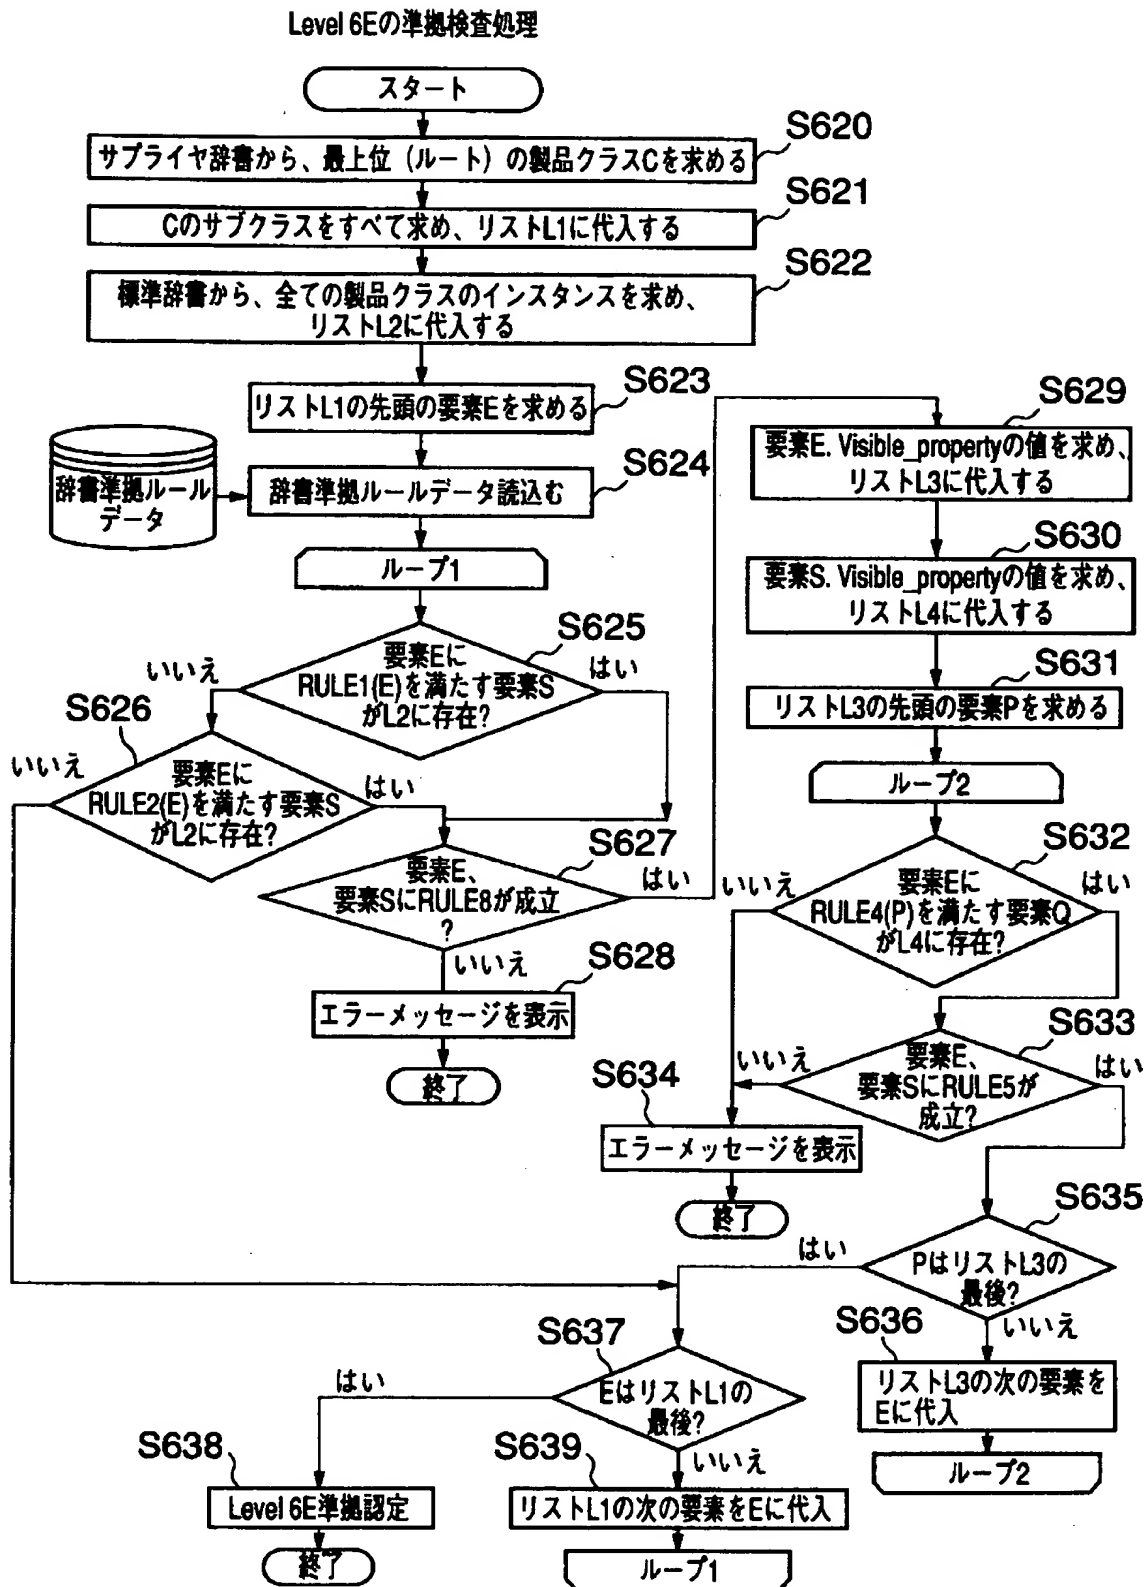 Level 6Eの準拠検査処理
スタート
S620
サプライヤ辞書から、最上位（ルート）の製品クラスCを求める
S621
Cのサブクラスをすべて求め、リストL1に代入する
S622
標準辞書から、全ての製品クラスのインスタンスを求め、
リストL2に代入する
S623
リストL1の先頭の要素Eを求める
S624
辞書準拠ルール
データ
辞書準拠ルールデータ読込む
ループ1
S625
要素Eに
RULE1(E)を満たす要素S
がL2に存在?
いいえ
はい
S626
要素Eに
RULE2(E)を満たす要素S
がL2に存在?
いいえ
はい
S627
要素E、
要素SにRULE8が成立
?
はい
いいえ
S628
エラーメッセージを表示
終了
S629
要素E. Visible_propertyの値を求め、
リストL3に代入する
S630
要素S. Visible_propertyの値を求め、
リストL4に代入する
S631
リストL3の先頭の要素Pを求める
ループ2
S632
要素Eに
RULE4(P)を満たす要素Q
がL4に存在?
いいえ
はい
S633
要素E、
要素SにRULE5が
成立?
いいえ
はい
S634
エラーメッセージを表示
終了
S635
PはリストL3の
最後?
はい
いいえ
S636
リストL3の次の要素を
Eに代入
ループ2
S637
EはリストL1の
最後?
はい
いいえ
S638
Level 6E準拠認定
終了
S639
リストL1の次の要素をEに代入
ループ1